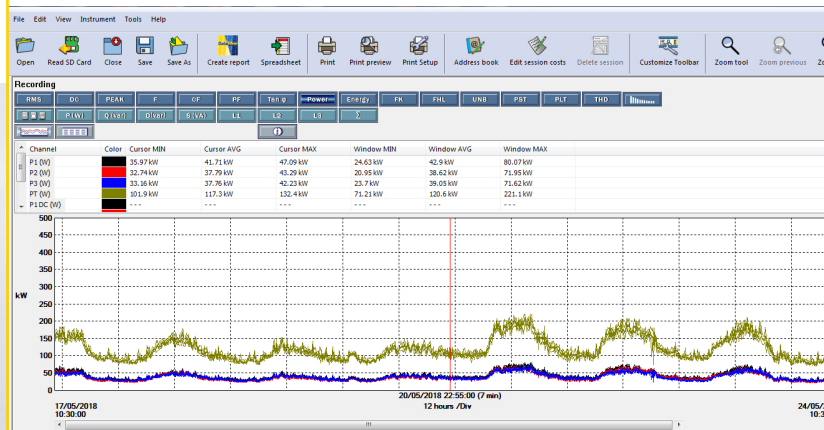 File Edit View Instrument Tools Help
Open Read SD Card Close Save Save As Create report Spreadsheet Print Print preview Print Setup Address book Edit session costs Delete session Customize Toolbar Zoom tool Zoom previous Zo
Recording
RMS DC PEAK F CF PF Tan φ Power Energy FK FHL UNB PST PLT THD
P(W) Q(var) D(var) S(VA) L1 L2 L3 Σ
Channel Color Cursor MIN Cursor AVG Cursor MAX Window MIN Window AVG Window MAX
P1 (W) 35.97 kW 41.71 kW 47.09 kW 24.63 kW 42.9 kW 80.07 kW
P2 (W) 32.74 kW 37.79 kW 43.29 kW 20.95 kW 38.62 kW 71.95 kW
P3 (W) 33.16 kW 37.76 kW 42.23 kW 23.7 kW 39.05 kW 71.62 kW
PT (W) 101.9 kW 117.3 kW 132.4 kW 71.21 kW 120.6 kW 221.1 kW
P1 DC (W) - - - - - - - - - - - - - - - - - -
500
450
400
350
300
kW 250
200
150
100
50
0
20/05/2018 22:55:00 (7 min)
17/05/2018 12 hours /Div 24/05/
10:30:00 10:3